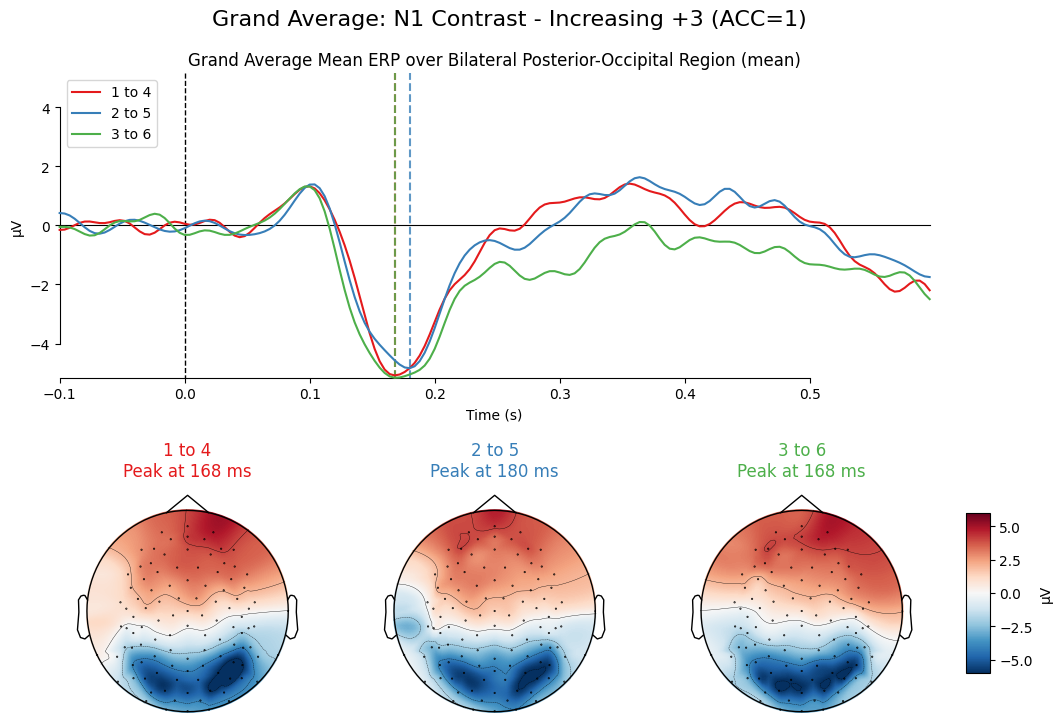 Grand Average: N1 Contrast - Increasing +3 (ACC=1)
Grand Average Mean ERP over Bilateral Posterior-Occipital Region (mean)
1 to 4
2 to 5
3 to 6
4
2
0
−2
−4
µV
−0.1 0.0 0.1 0.2 0.3 0.4 0.5
Time (s)
1 to 4
Peak at 168 ms
2 to 5
Peak at 180 ms
3 to 6
Peak at 168 ms
5.0
2.5
0.0
−2.5
−5.0
µV